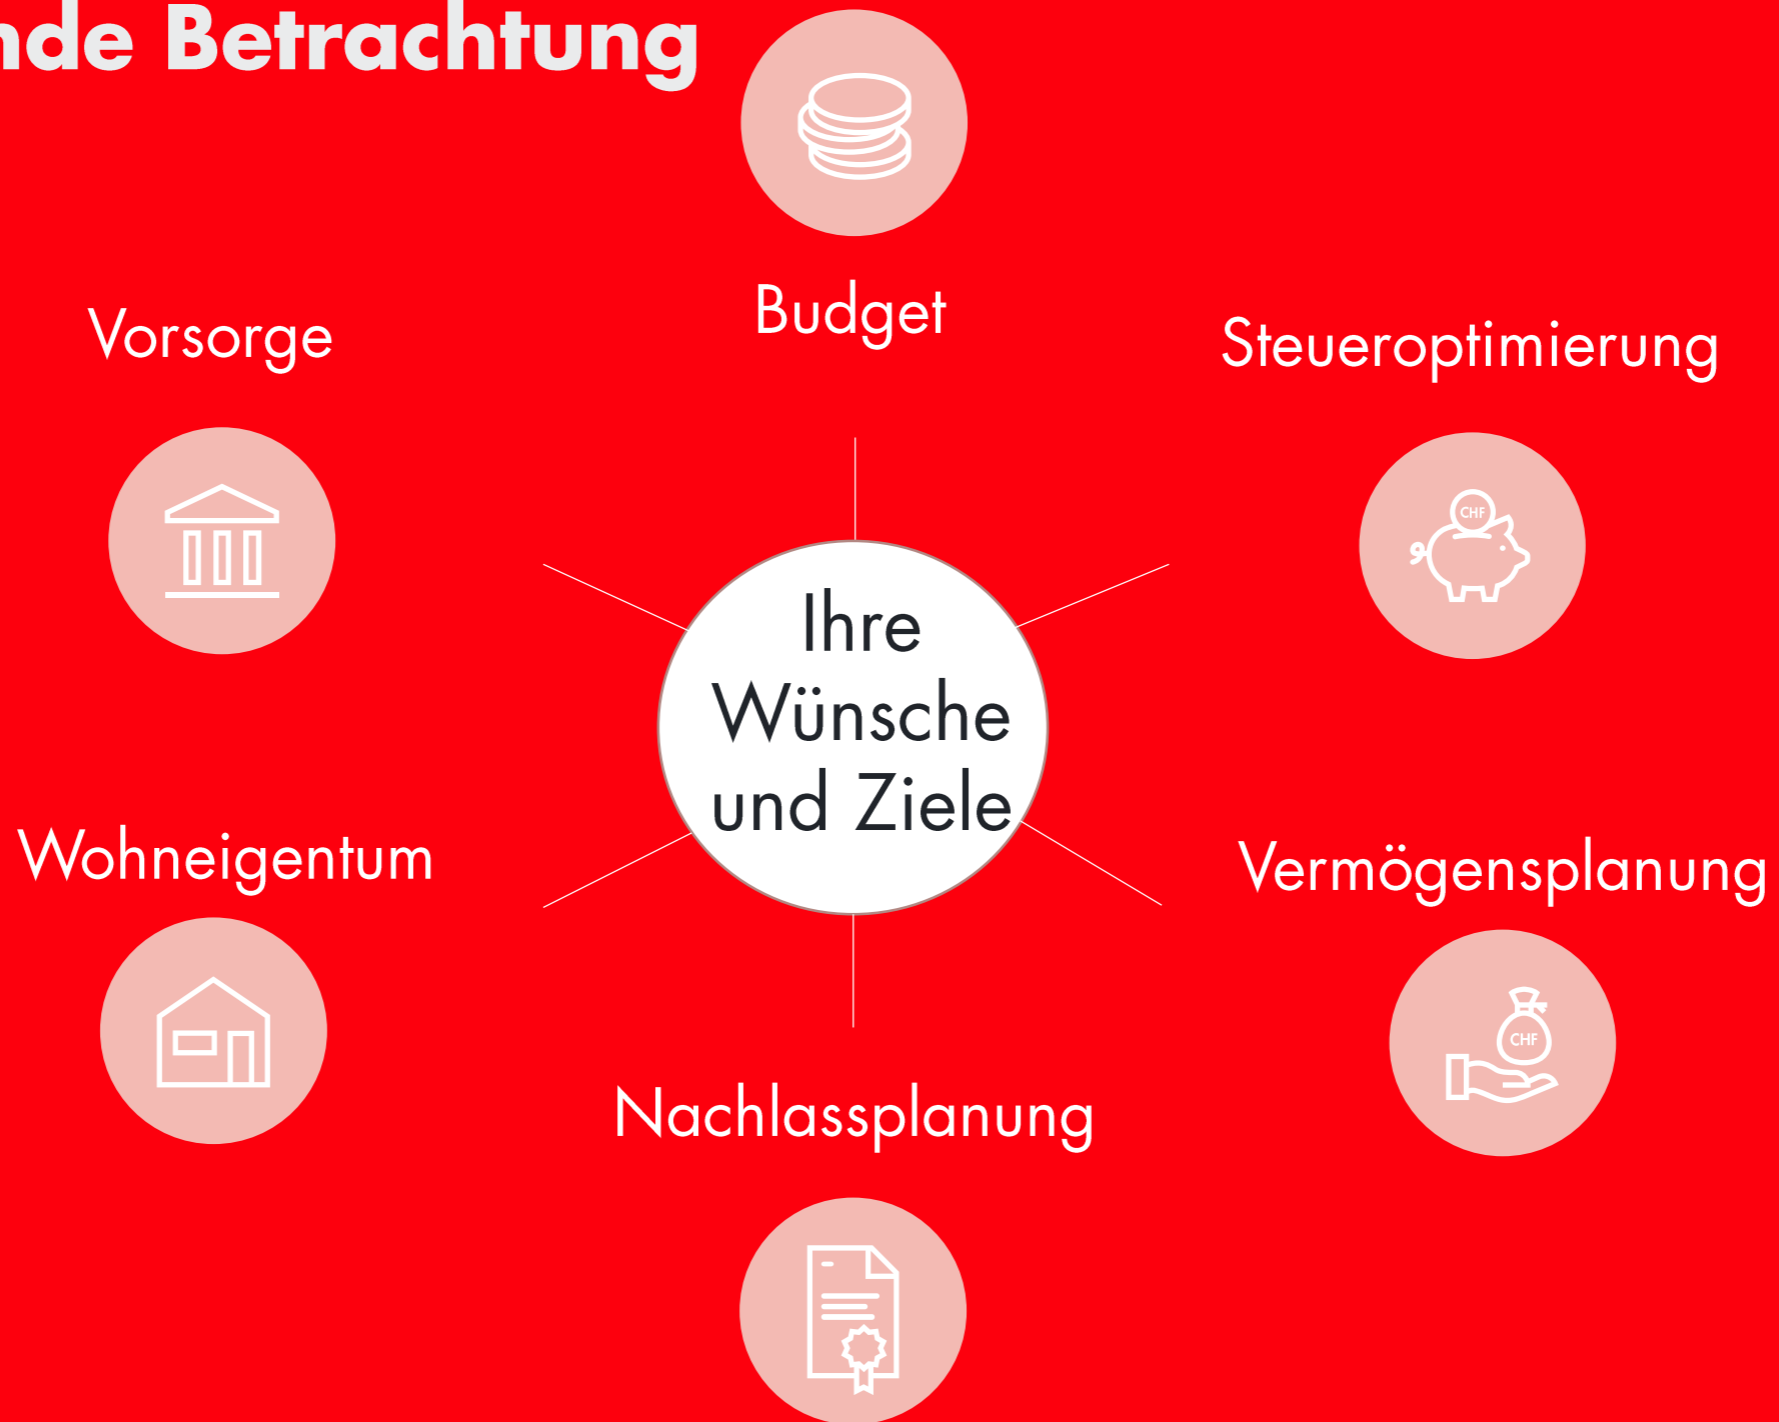 nde Betrachtung
Budget
Vorsorge
Steueroptimierung
CHF
Ihre
Wünsche
und Ziele
Wohneigentum
Vermögensplanung
CHF
Nachlassplanung